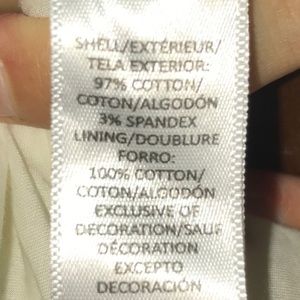 SHELL/EXTÉRIEUR/
TELA EXTERIOR:
97% COTTON/
COTON/ALGODÓN
3% SPANDEX
LINING/DOUBLURE
FORRO:
100% COTTON/
COTON/ALGODÓN
EXCLUSIVE OF
DECORATION/SAUF
DÉCORATION
EXCEPTO
DECORACIÓN